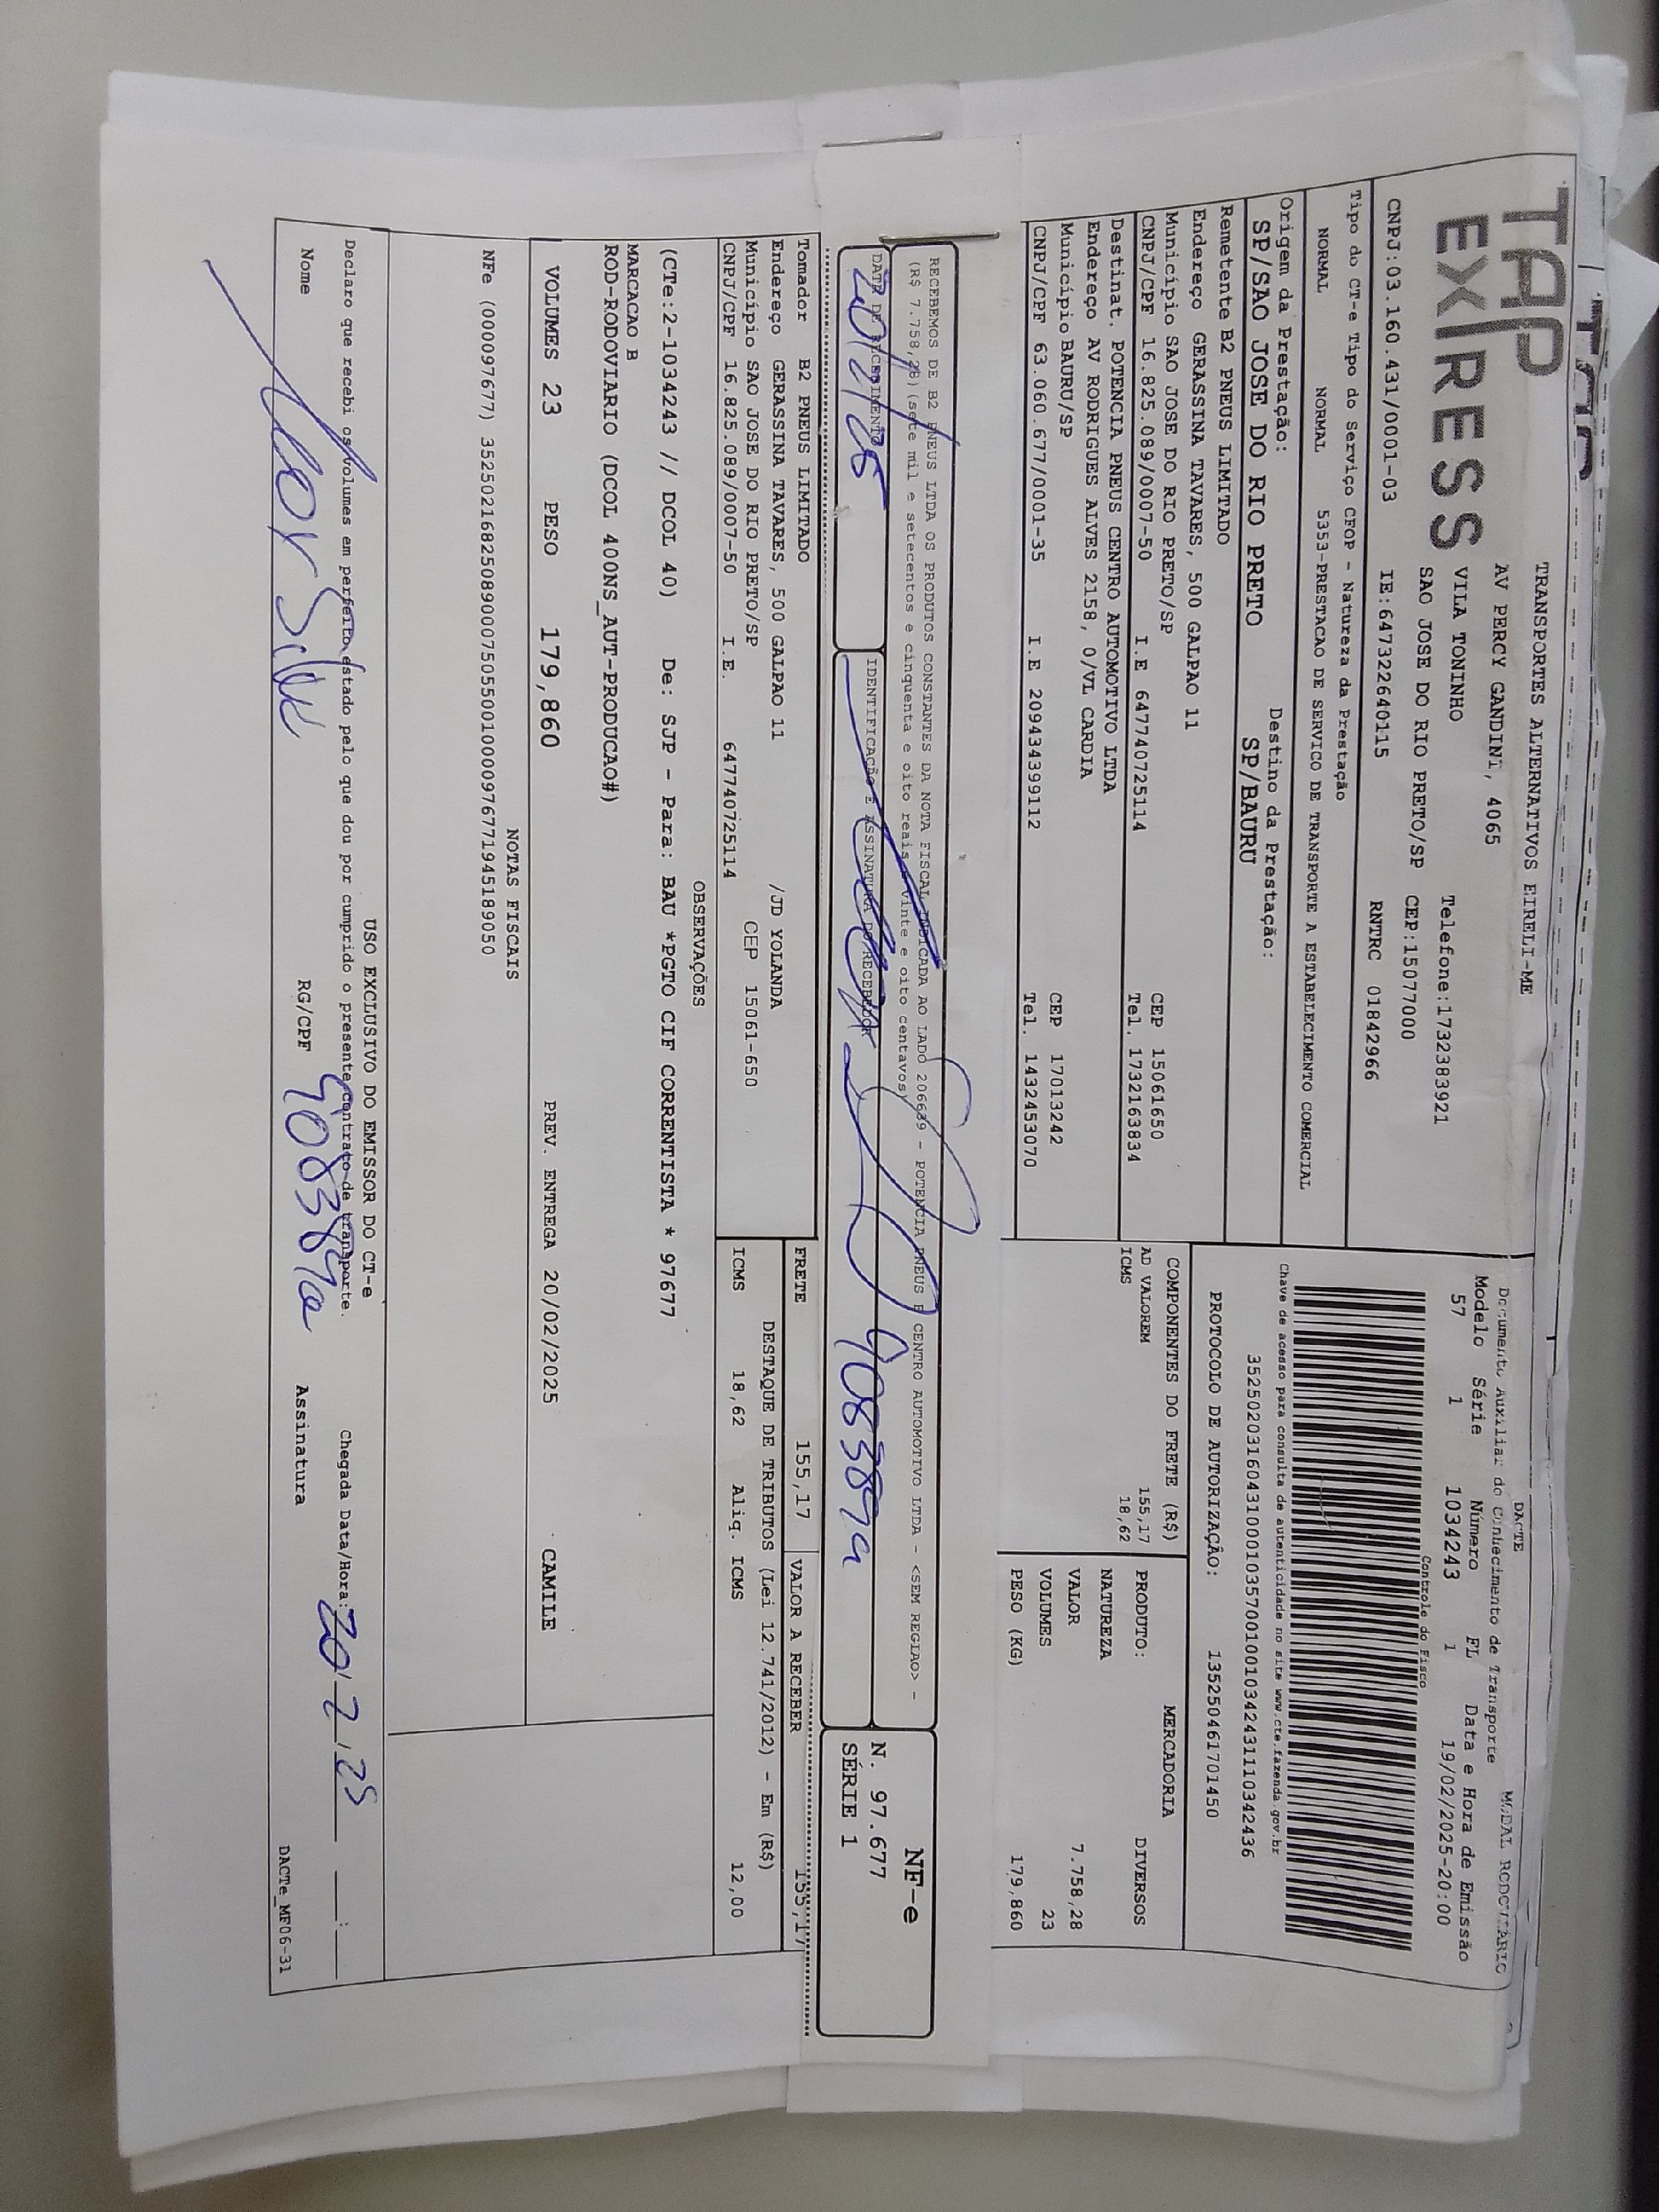 TAP
EXPRESS
TRANSPORTES ALTERNATIVOS EIRELI-ME
AV PERCY GANDINI, 4065
VILA TONINHO
Telefone:1732383921
SAO JOSE DO RIO PRETO/SP CEP:15077000
CNPJ:03.160.431/0001-03 IE:647322640115 RNTRC 01842966
DACTE
Documento Auxiliar do Conhecimento de Transporte
MODAL RODOVIÁRIO
Modelo Série Número FL Data e Hora de Emissão
57 1 1034243 1 19/02/2025-20:00
Controle do Fisco
Chave de acesso para consulta de autenticidade no site www.cte.fazenda.gov.br
35250203160431000103570010010342431110342436
PROTOCOLO DE AUTORIZAÇÃO: 135250461701450
Tipo do CT-e Tipo do Serviço CFOP - Natureza da Prestação
NORMAL NORMAL 5353-PRESTACAO DE SERVICO DE TRANSPORTE A ESTABELECIMENTO COMERCIAL
Origem da Prestação: Destino da Prestação:
SP/SAO JOSE DO RIO PRETO SP/BAURU
Remetente B2 PNEUS LIMITADO
Endereço GERASSINA TAVARES, 500 GALPAO 11
Município SAO JOSE DO RIO PRETO/SP CEP 15061650
CNPJ/CPF 16.825.089/0007-50 I.E 647740725114 Tel. 1732163834
Destinat. POTENCIA PNEUS CENTRO AUTOMOTIVO LTDA
Endereço AV RODRIGUES ALVES 2158, 0/VL CARDIA
Município BAURU/SP CEP 17013242
CNPJ/CPF 63.060.677/0001-35 I.E 209434399112 Tel. 1432453070
COMPONENTES DO FRETE (R$)
AD VALOREM 155,17
ICMS 18,62
MERCADORIA
PRODUTO: DIVERSOS
NATUREZA
VALOR 7.758,28
VOLUMES 23
PESO (KG) 179,860
RECEBEMOS DE B2 PNEUS LTDA OS PRODUTOS CONSTANTES DA NOTA FISCAL INDICADA AO LADO 206639 - POTENCIA PNEUS E CENTRO AUTOMOTIVO LTDA - <SEM REGIAO> -
(R$ 7.758,28)(sete mil e setecentos e cinquenta e oito reais e vinte e oito centavos)
DATA DE RECEBIMENTO IDENTIFICAÇÃO E ASSINATURA DO RECEBEDOR
20/2/25
NF-e
N. 97.677
SÉRIE 1
Tomador B2 PNEUS LIMITADO
Endereço GERASSINA TAVARES, 500 GALPAO 11 /JD YOLANDA
Município SAO JOSE DO RIO PRETO/SP CEP 15061-650
CNPJ/CPF 16.825.089/0007-50 I.E. 647740725114
FRETE 155,17 VALOR A RECEBER 155,17
DESTAQUE DE TRIBUTOS (Lei 12.741/2012) - Em (R$)
ICMS 18,62 Aliq. ICMS 12,00
OBSERVAÇÕES
(CTe:2-1034243 // DCOL 40) De: SJP - Para: BAU *PGTO CIF CORRENTISTA * 97677
MARCACAO B
ROD-RODOVIARIO (DCOL 400NS_AUT-PRODUCAO#)
VOLUMES 23 PESO 179,860 PREV. ENTREGA 20/02/2025 CAMILE
NOTAS FISCAIS
NFe (000097677) 35250216825089000750550010000976771945189050
USO EXCLUSIVO DO EMISSOR DO CT-e
Declaro que recebi os volumes em perfeito estado pelo que dou por cumprido o presente contrato de transporte. Chegada Data/Hora: 20/2/25
Nome RG/CPF Assinatura
DACTe_MF06-31